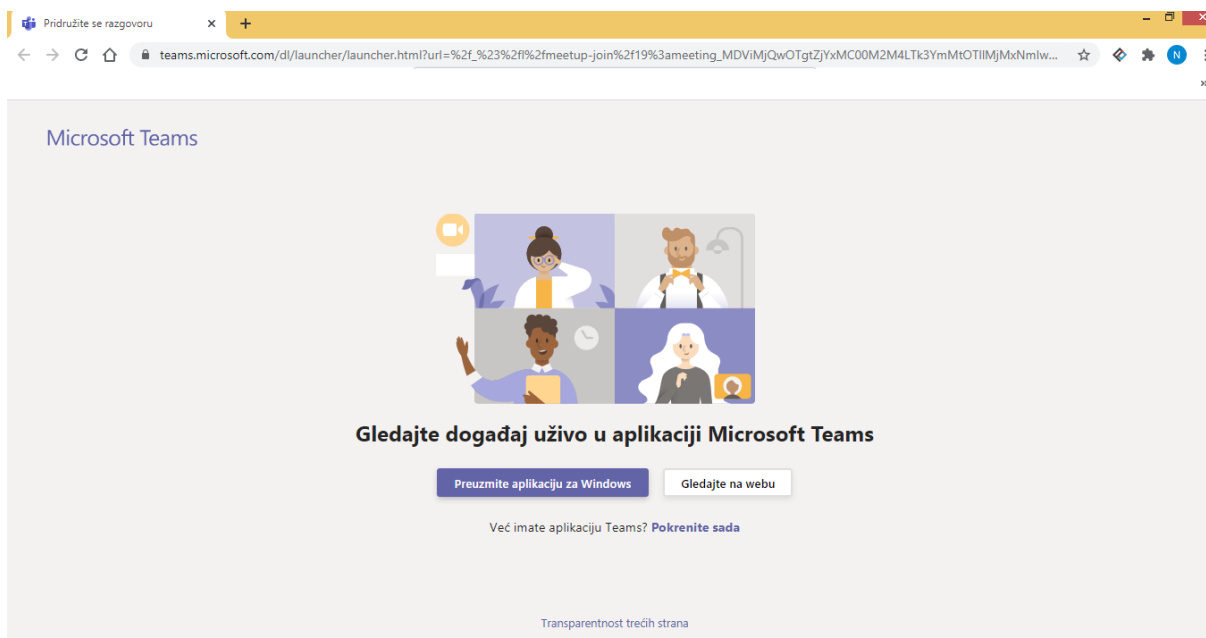 Pridružite se razgovoru
teams.microsoft.com/dl/launcher/launcher.html?url=%2f_%23%2fl%2fmeetup-join%2f19%3ameeting_MDViMjQwOTgtZjYxMC00M2M4LTk3YmMtOTIlMjMxNmIw...
N
Microsoft Teams
Gledajte događaj uživo u aplikaciji Microsoft Teams
Preuzmite aplikaciju za Windows
Gledajte na webu
Već imate aplikaciju Teams? Pokrenite sada
Transparentnost trećih strana